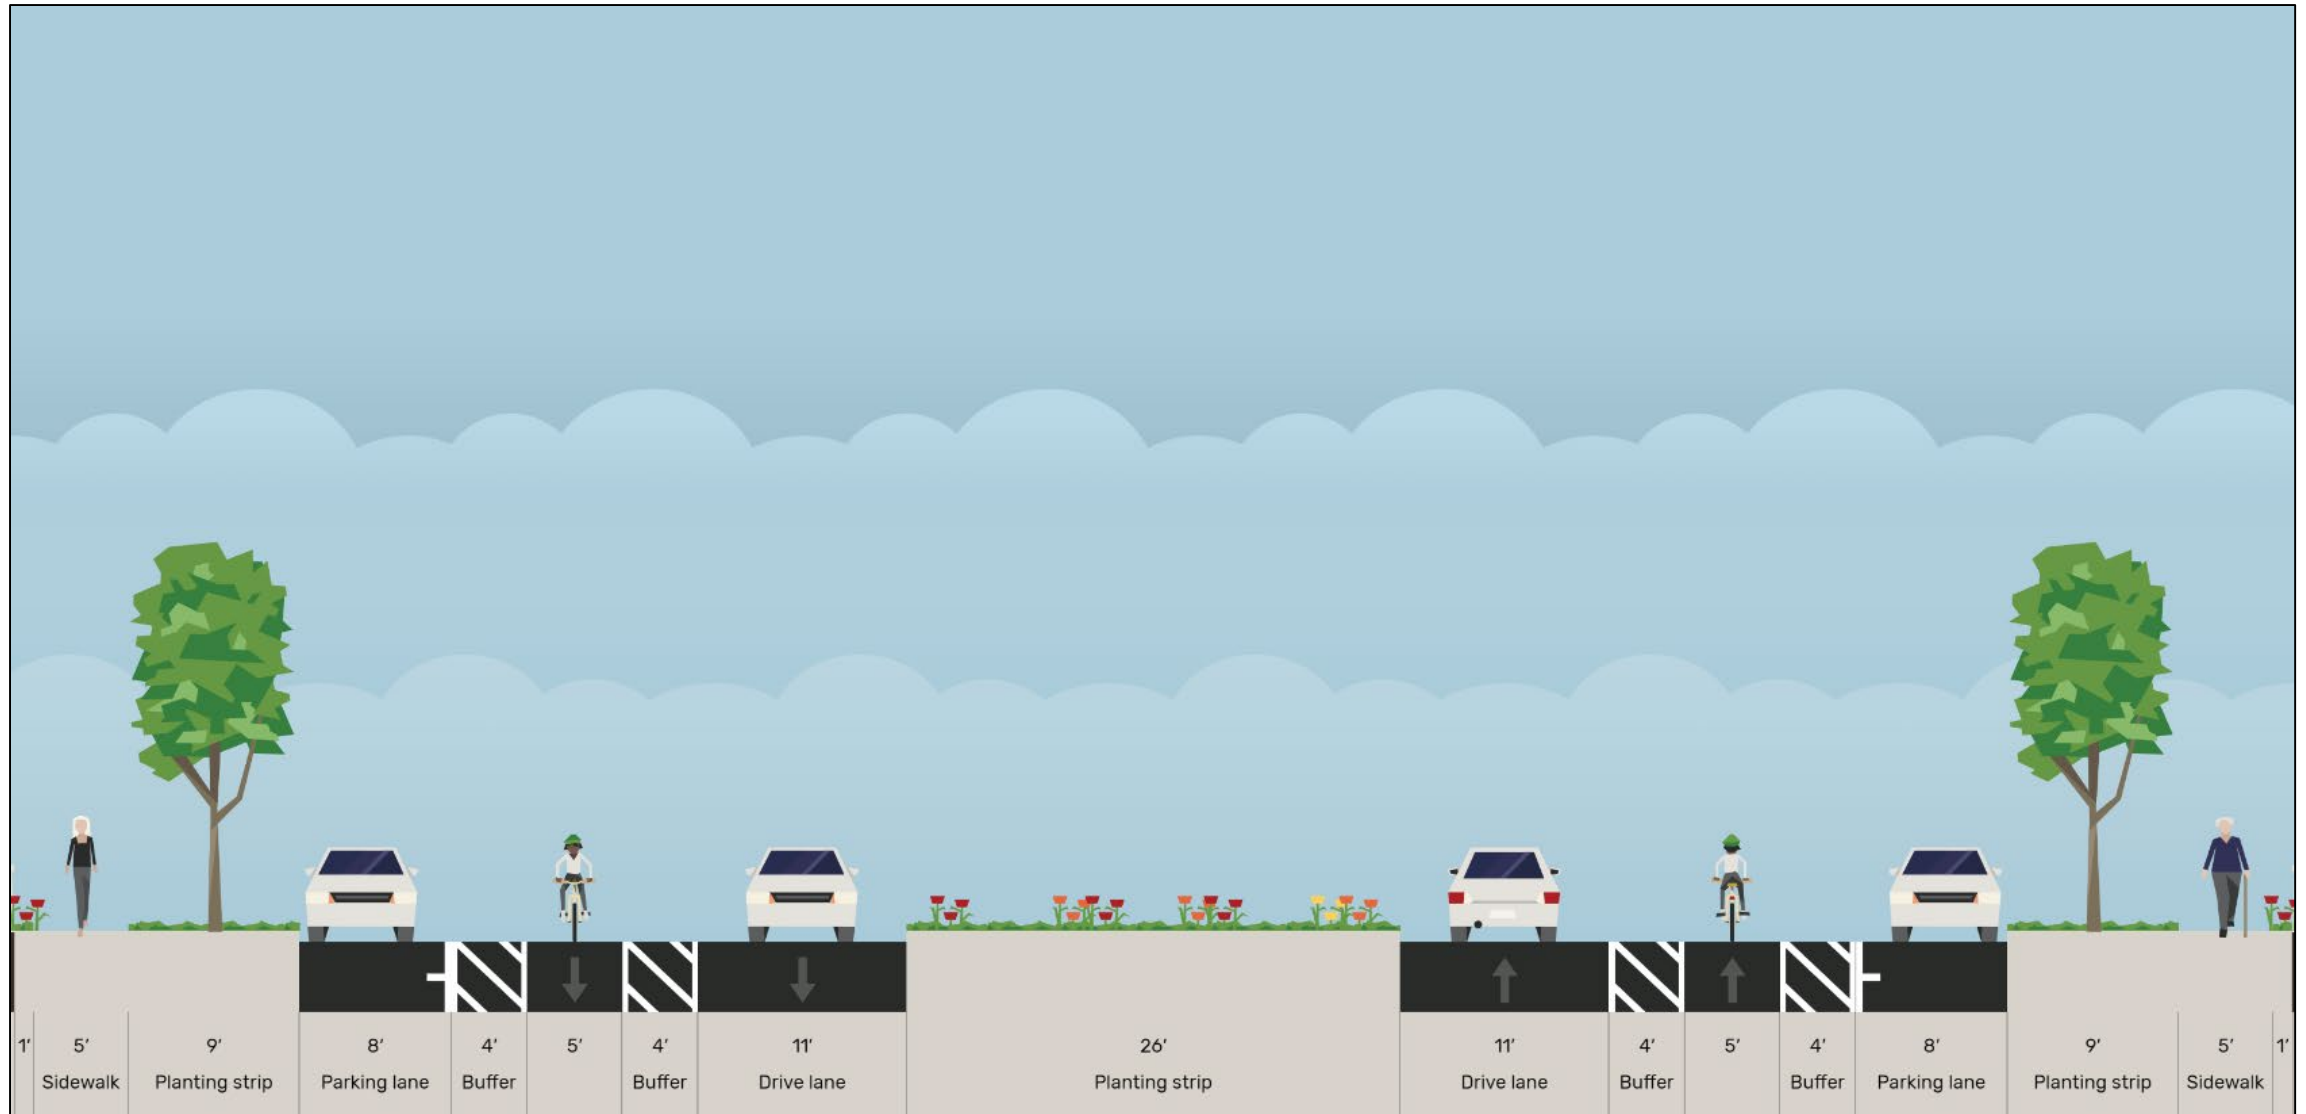 1′ 5′ 9′ 8′ 4′ 5′ 4′ 11′ 26′ 11′ 4′ 5′ 4′ 8′ 9′ 5′ 1′
Sidewalk Planting strip Parking lane Buffer Buffer Drive lane Planting strip Drive lane Buffer Buffer Parking lane Planting strip Sidewalk